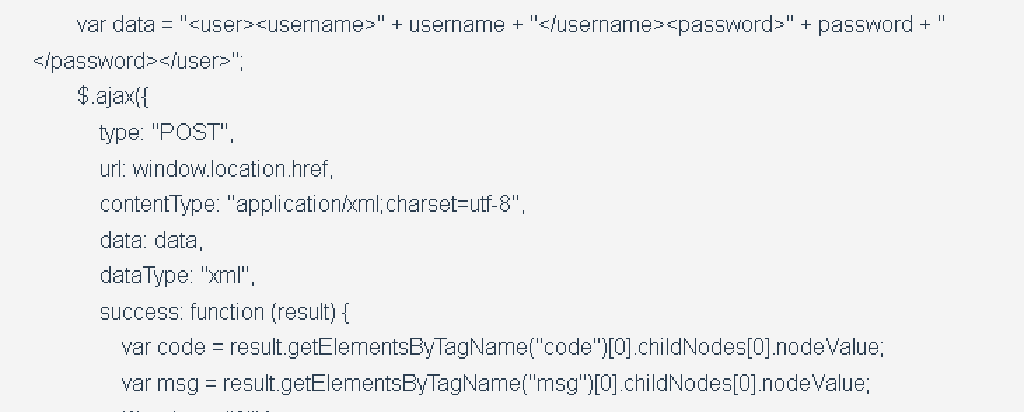 var data = "<user><username>" + username + "</username><password>" + password + "
</password></user>";
$.ajax({
type: "POST",
url: window.location.href,
contentType: "application/xml;charset=utf-8",
data: data,
dataType: "xml",
success: function (result) {
var code = result.getElementsByTagName("code")[0].childNodes[0].nodeValue;
var msg = result.getElementsByTagName("msg")[0].childNodes[0].nodeValue;